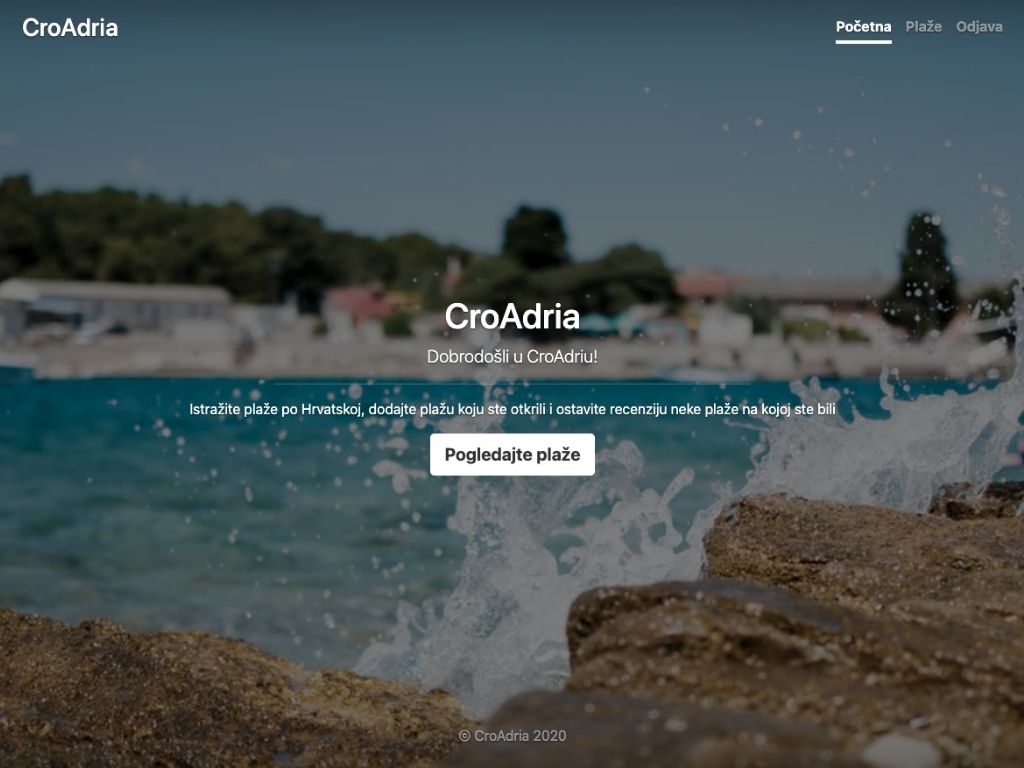 CroAdria
Početna Plaže Odjava
CroAdria
Dobrodošli u CroAdriu!
Istražite plaže po Hrvatskoj, dodajte plažu koju ste otkrili i ostavite recenziju neke plaže na kojoj ste bili
Pogledajte plaže
© CroAdria 2020